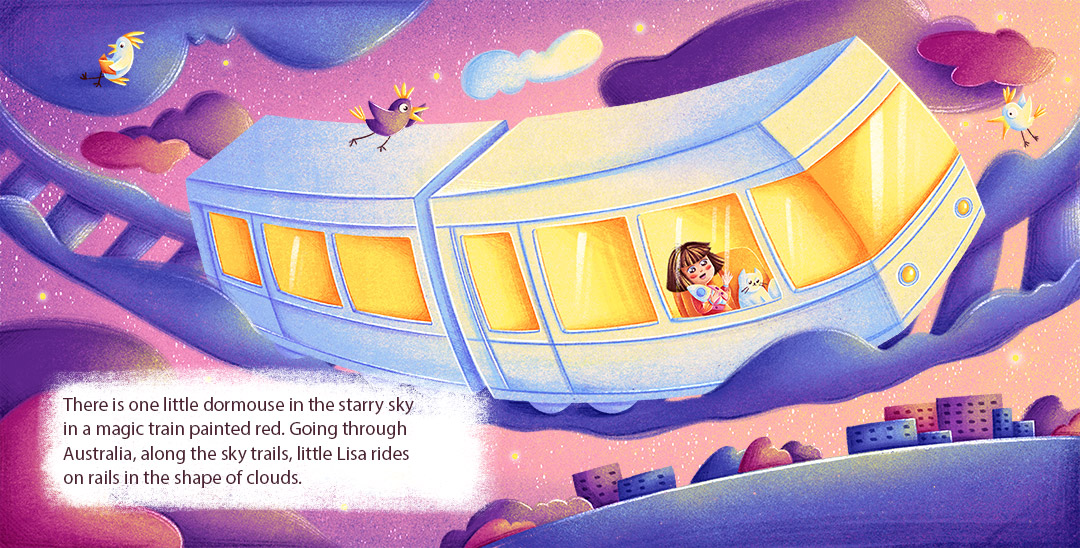 There is one little dormouse in the starry sky
in a magic train painted red. Going through
Australia, along the sky trails, little Lisa rides
on rails in the shape of clouds.